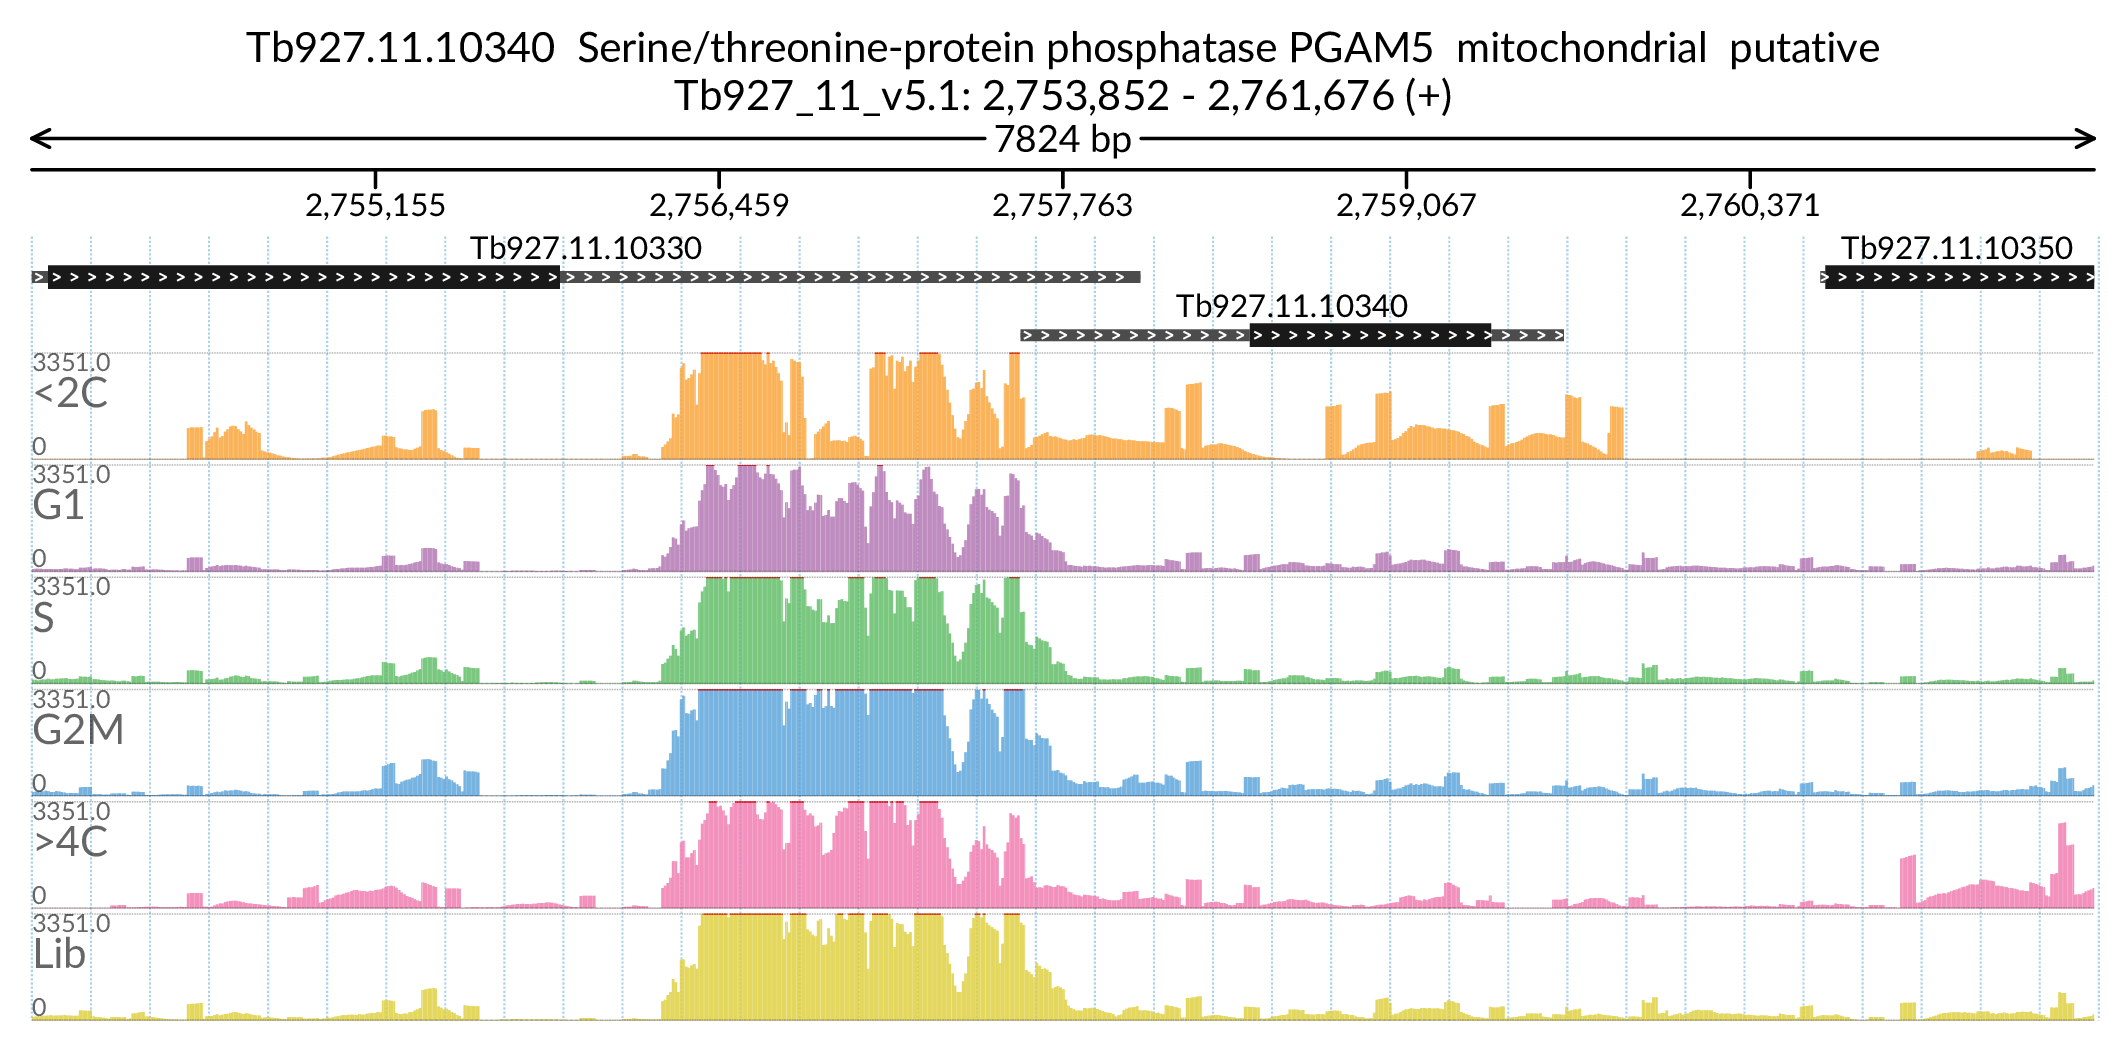 Tb927.11.10340 Serine/threonine-protein phosphatase PGAM5 mitochondrial putative
Tb927_11_v5.1: 2,753,852 - 2,761,676 (+)
7824 bp
2,755,155 2,756,459 2,757,763 2,759,067 2,760,371
Tb927.11.10330 Tb927.11.10350
Tb927.11.10340
3351.0
<2C
0
3351.0
G1
0
3351.0
S
0
3351.0
G2M
0
3351.0
>4C
0
3351.0
Lib
0